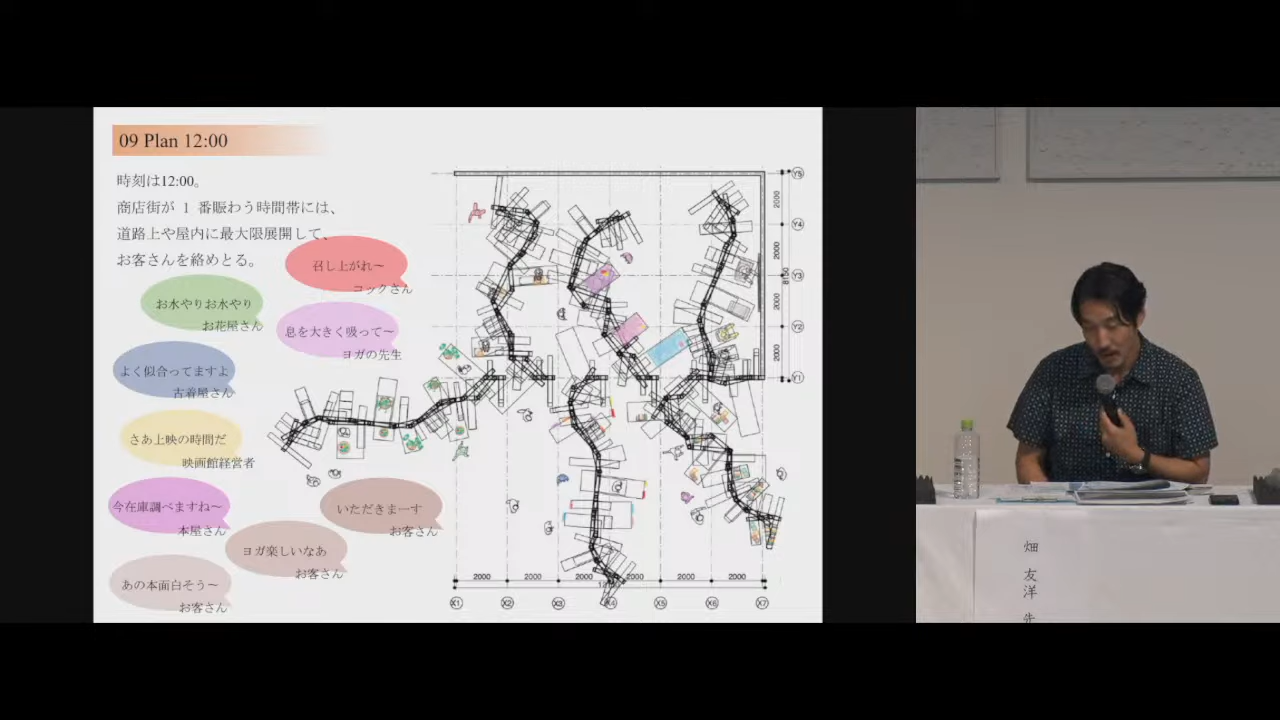 09 Plan 12:00
時刻は12:00。
商店街が 1 番賑わう時間帯には、
道路上や屋内に最大限展開して、
お客さんを絡めとる。
召し上がれ～
コックさん
お水やりお水やり
お花屋さん
息を大きく吸って～
ヨガの先生
よく似合ってますよ
古着屋さん
さあ上映の時間だ
映画館経営者
今在庫調べますね～
本屋さん
いただきまーす
お客さん
ヨガ楽しいなあ
お客さん
あの本面白そう～
お客さん
Y5
2000
Y4
2000
Y3
2000
Y2
2000
Y1
2000 2000 2000 2000 2000 2000
X1 X2 X3 X4 X5 X6 X7
畑 友洋